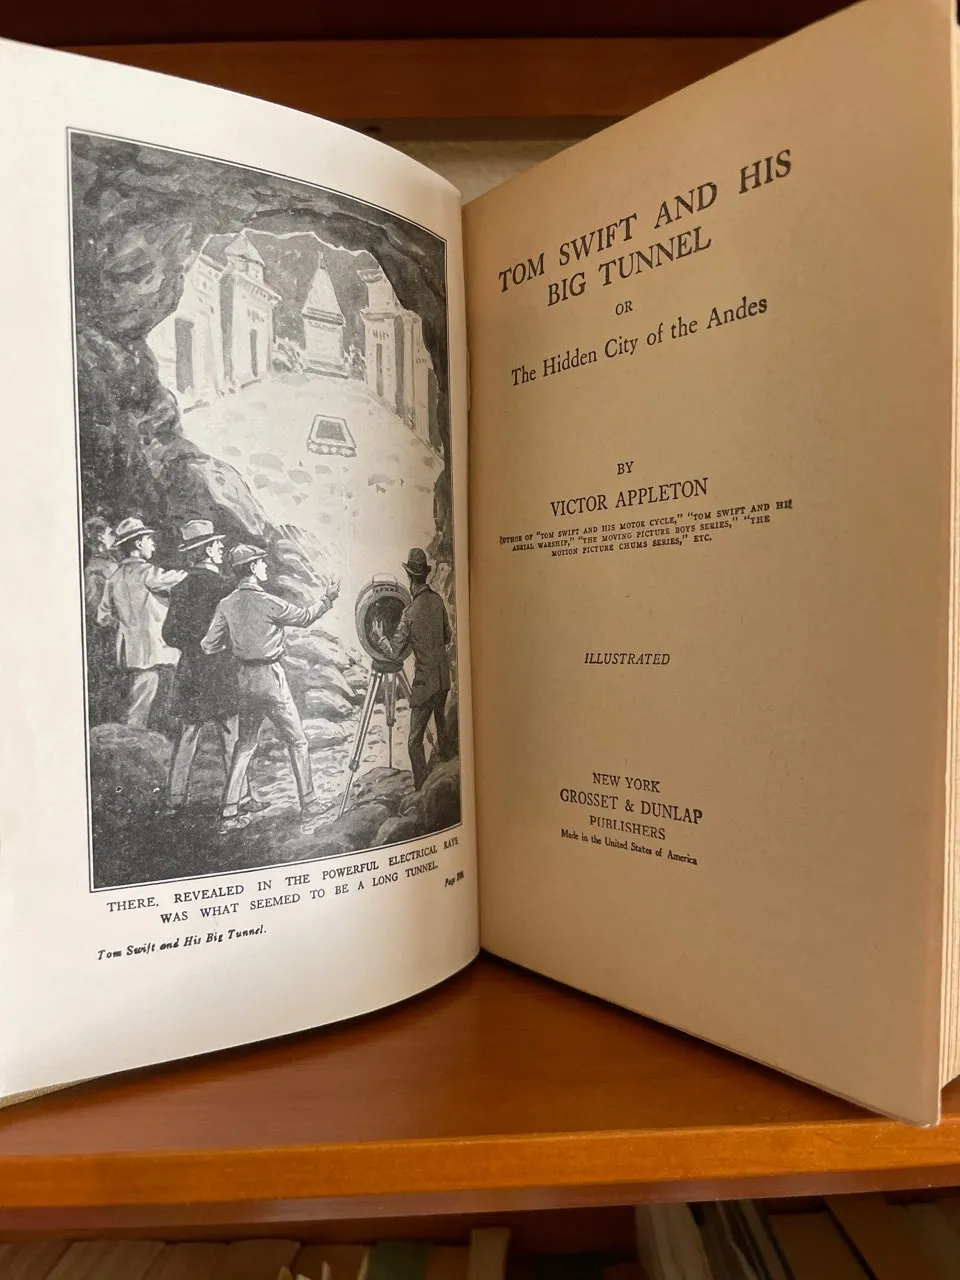 THERE, REVEALED IN THE POWERFUL ELECTRICAL RAYS,
WAS WHAT SEEMED TO BE A LONG TUNNEL.
Tom Swift and His Big Tunnel.
Page
TOM SWIFT AND HIS
BIG TUNNEL
OR
The Hidden City of the Andes
BY
VICTOR APPLETON
AUTHOR OF "TOM SWIFT AND HIS MOTOR CYCLE," "TOM SWIFT AND HIS
AERIAL WARSHIP," "THE MOVING PICTURE BOYS SERIES," "THE
MOTION PICTURE CHUMS SERIES," ETC.
ILLUSTRATED
NEW YORK
GROSSET & DUNLAP
PUBLISHERS
Made in the United States of America